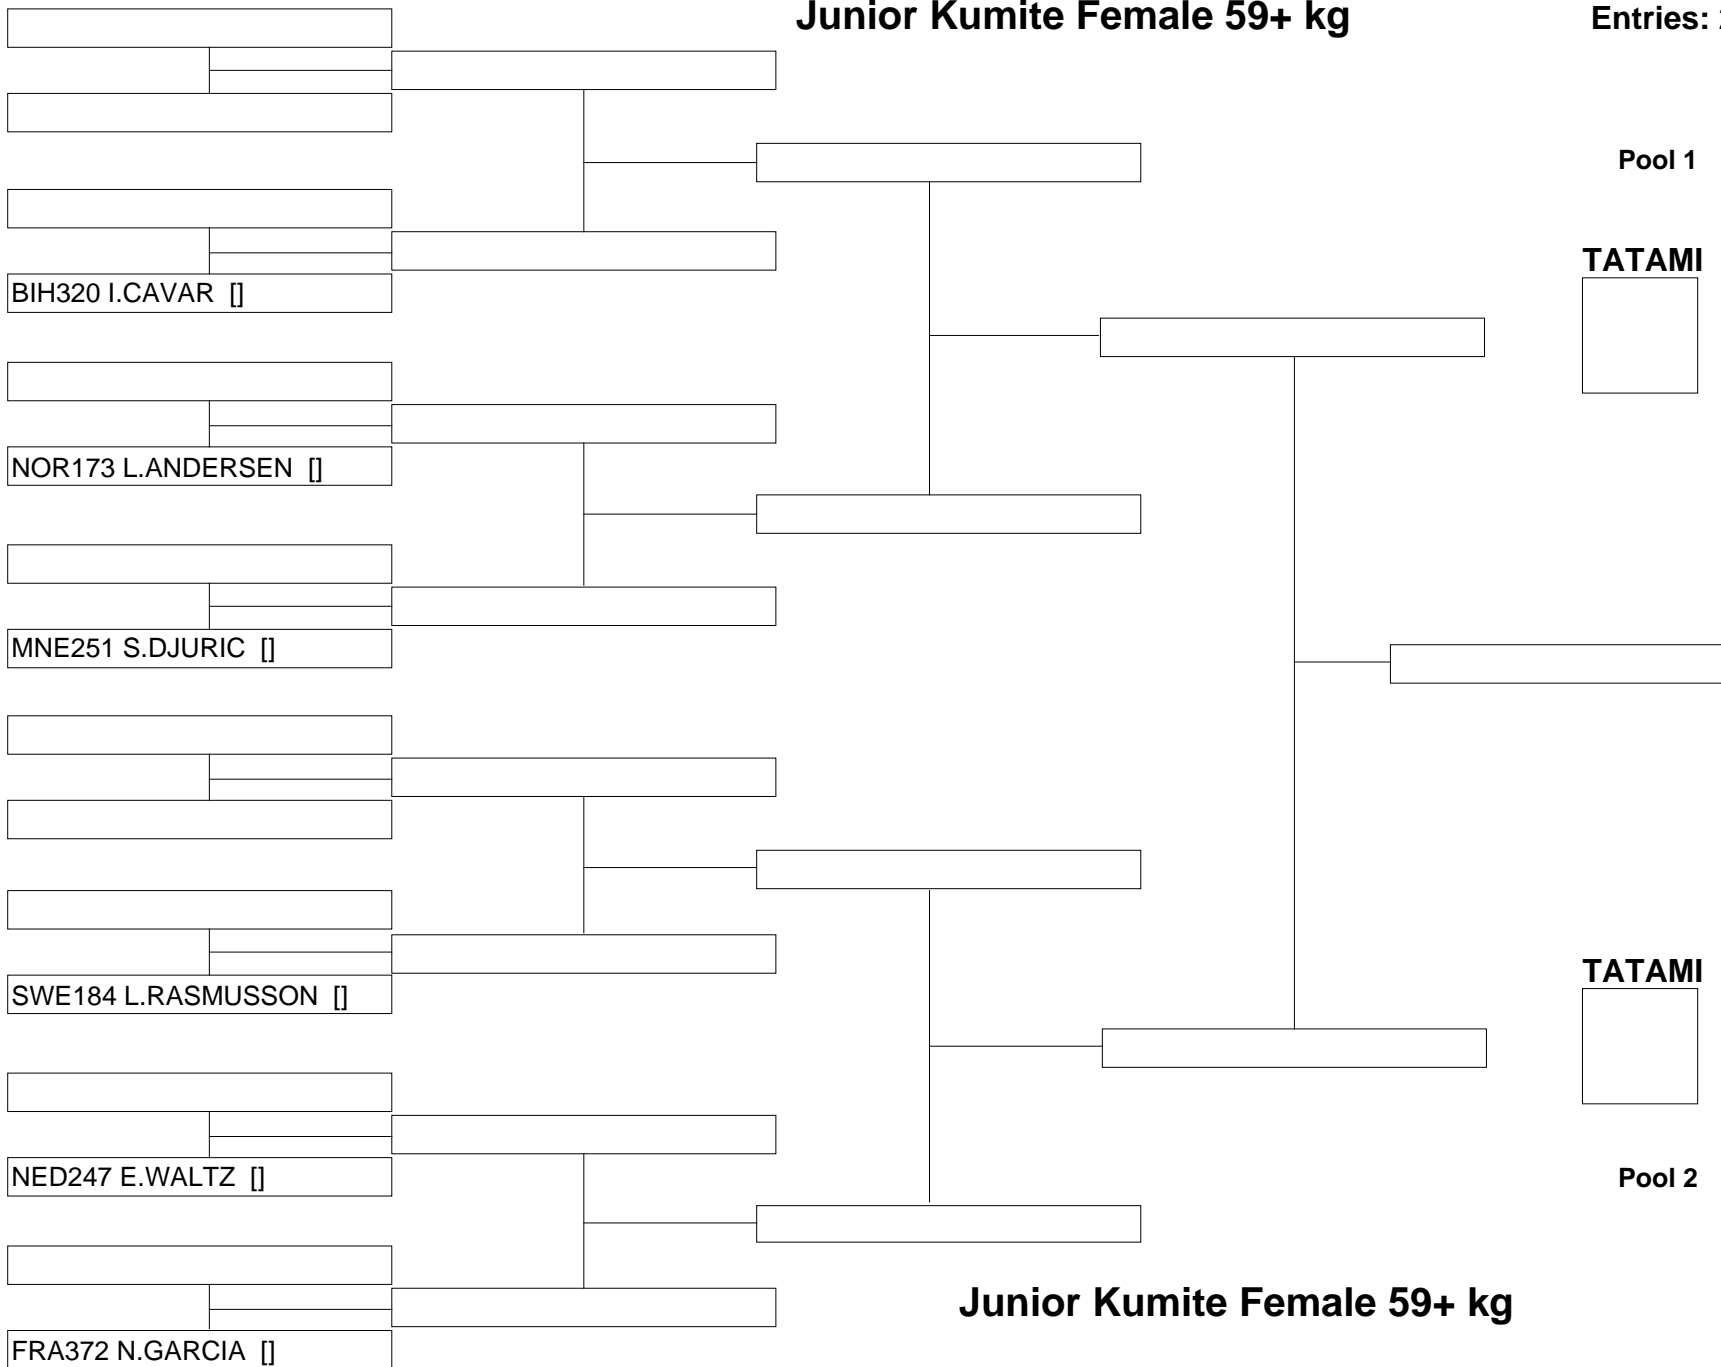 Junior Kumite Female 59+ kg
Entries:
Pool 1
TATAMI
BIH320 I.CAVAR []
NOR173 L.ANDERSEN []
MNE251 S.DJURIC []
TATAMI
SWE184 L.RASMUSSON []
NED247 E.WALTZ []
Pool 2
Junior Kumite Female 59+ kg
FRA372 N.GARCIA []